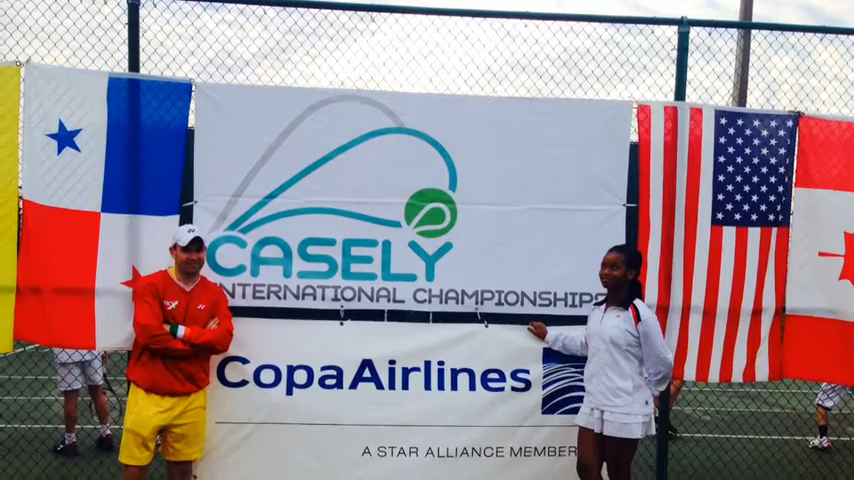 CASELY
INTERNATIONAL CHAMPIONSHIPS
CopaAirlines
A STAR ALLIANCE MEMBER